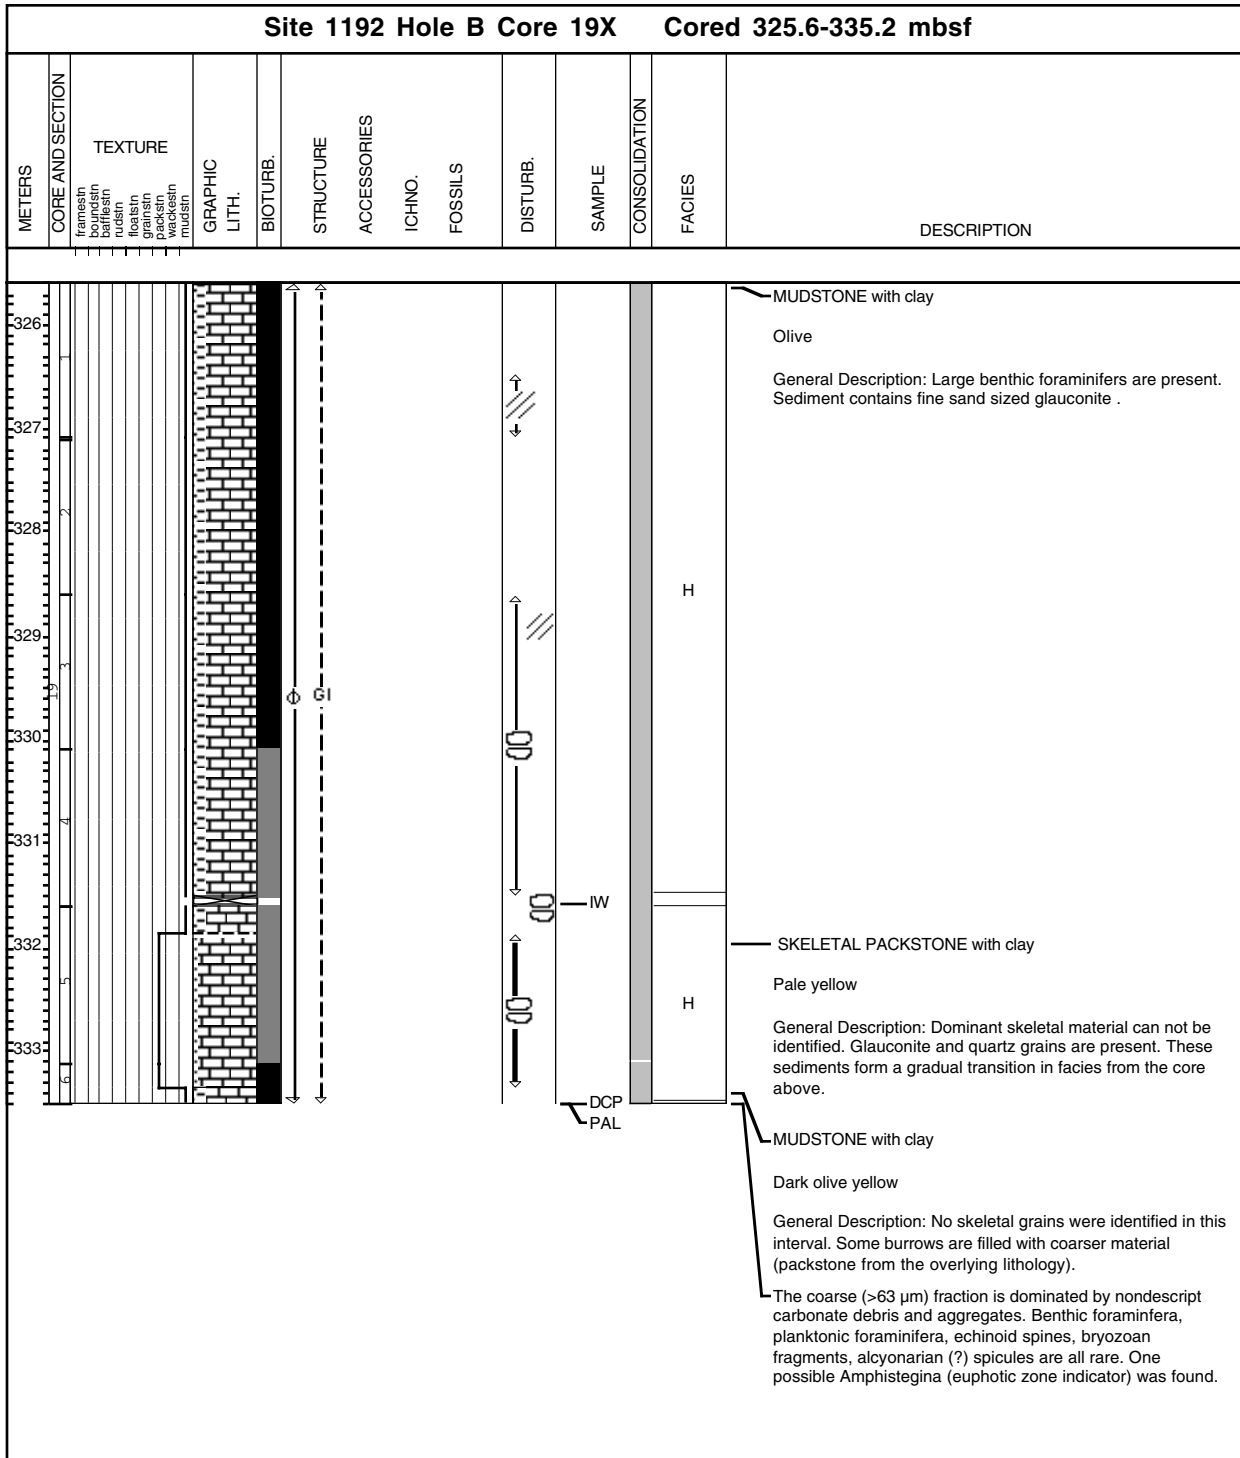 Site 1192 Hole B Core 19X Cored 325.6-335.2 mbsf
METERS
CORE AND SECTION
TEXTURE
framestn
boundstn
bafflestn
rudstn
floatstn
grainstn
packstn
wackestn
mudstn
GRAPHIC
LITH.
BIOTURB.
STRUCTURE
ACCESSORIES
ICHNO.
FOSSILS
DISTURB.
SAMPLE
CONSOLIDATION
FACIES
DESCRIPTION
326
327
328
329
330
331
332
333
1
2
3
19
4
5
6
GI
IW
DCP
PAL
H
H
MUDSTONE with clay
Olive
General Description: Large benthic foraminifers are present.
Sediment contains fine sand sized glauconite .
SKELETAL PACKSTONE with clay
Pale yellow
General Description: Dominant skeletal material can not be
identified. Glauconite and quartz grains are present. These
sediments form a gradual transition in facies from the core
above.
MUDSTONE with clay
Dark olive yellow
General Description: No skeletal grains were identified in this
interval. Some burrows are filled with coarser material
(packstone from the overlying lithology).
The coarse (>63 µm) fraction is dominated by nondescript
carbonate debris and aggregates. Benthic foraminfera,
planktonic foraminifera, echinoid spines, bryozoan
fragments, alcyonarian (?) spicules are all rare. One
possible Amphistegina (euphotic zone indicator) was found.